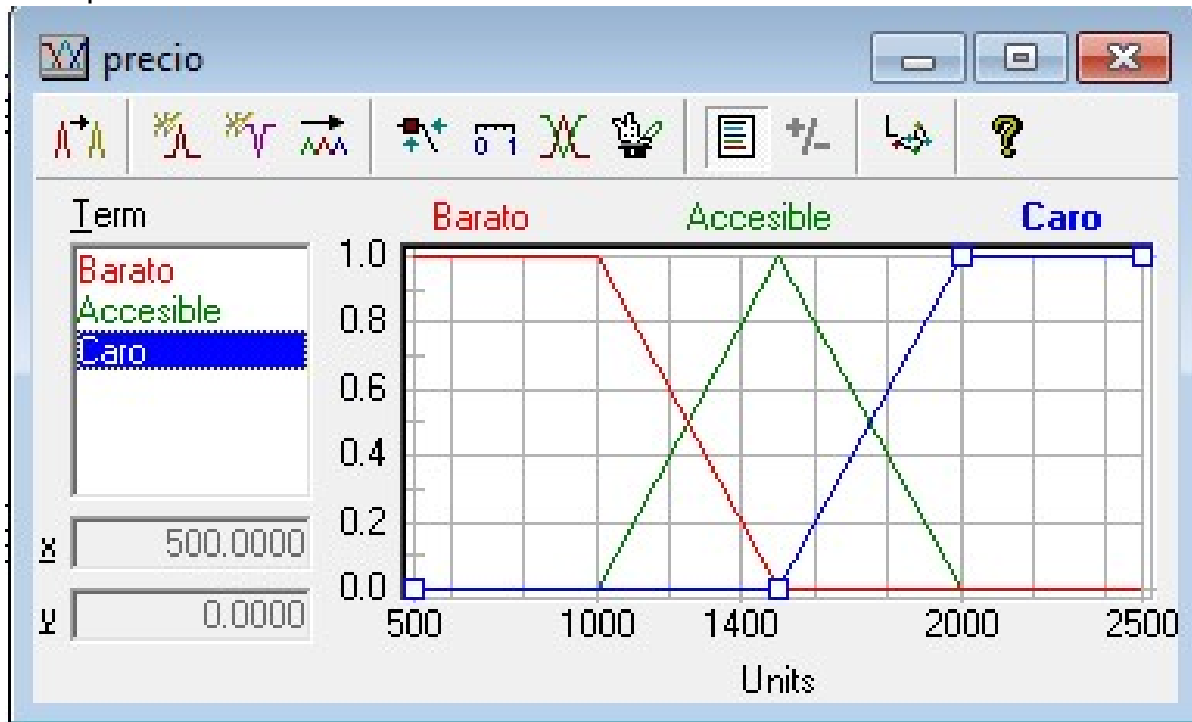 precio
Term
Barato
Accesible
Caro
x
500.0000
y
0.0000
Barato Accesible Caro
1.0
0.8
0.6
0.4
0.2
0.0
500 1000 1400 2000 2500
Units